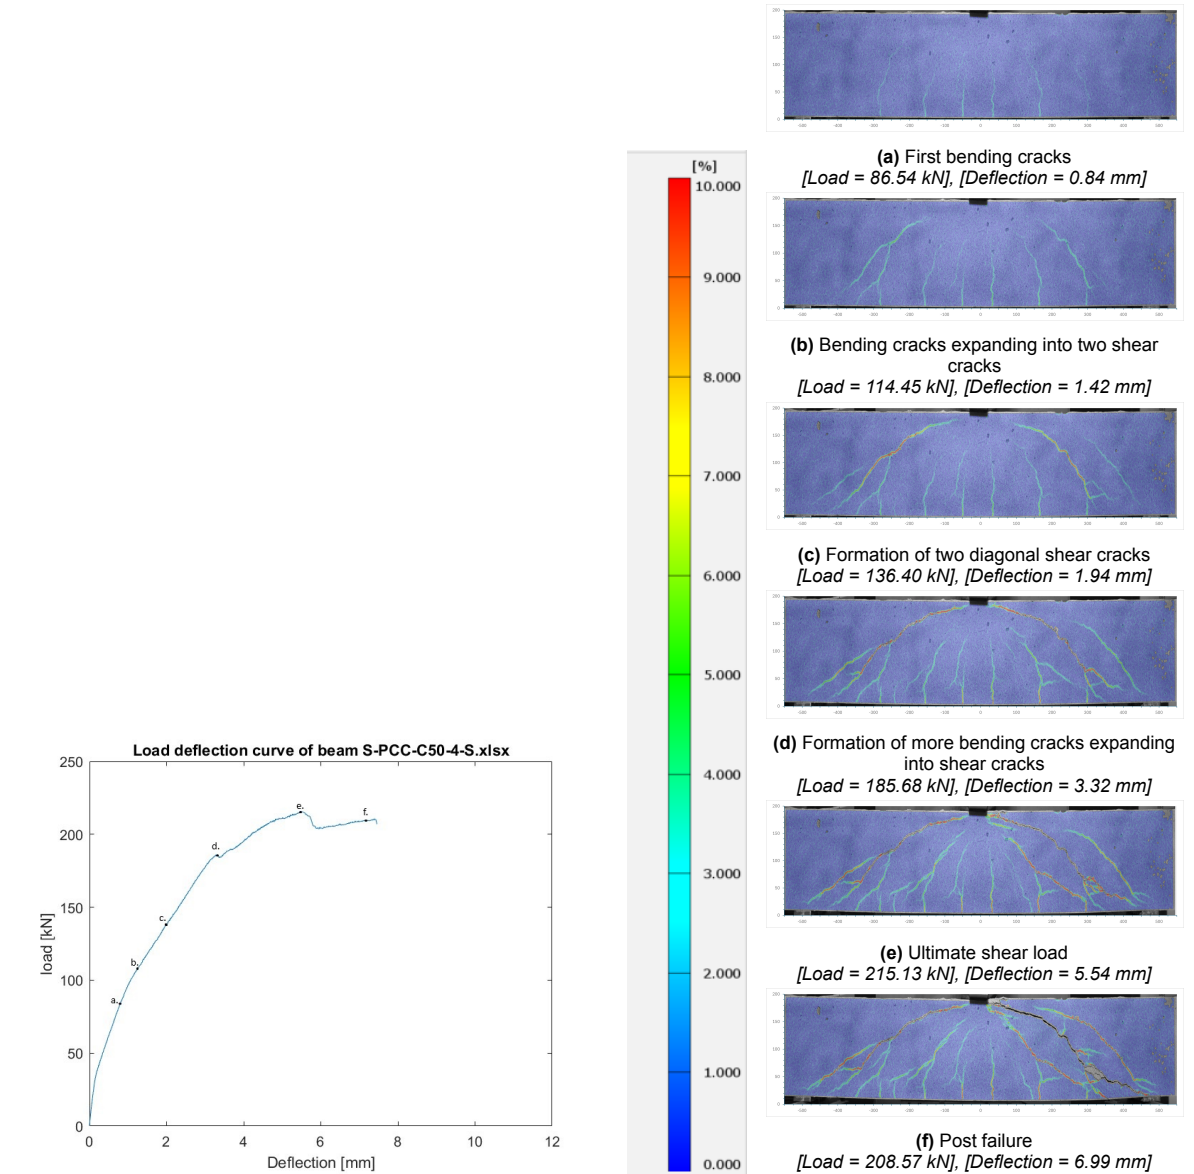 Load deflection curve of beam S-PCC-C50-4-S.xlsx
250
200
150
100
50
0
load [kN]
a.
b.
c.
d.
e.
f.
0 2 4 6 8 10 12
Deflection [mm]
[%]
10.000
9.000
8.000
7.000
6.000
5.000
4.000
3.000
2.000
1.000
0.000
(a) First bending cracks
[Load = 86.54 kN], [Deflection = 0.84 mm]
(b) Bending cracks expanding into two shear
cracks
[Load = 114.45 kN], [Deflection = 1.42 mm]
(c) Formation of two diagonal shear cracks
[Load = 136.40 kN], [Deflection = 1.94 mm]
(d) Formation of more bending cracks expanding
into shear cracks
[Load = 185.68 kN], [Deflection = 3.32 mm]
(e) Ultimate shear load
[Load = 215.13 kN], [Deflection = 5.54 mm]
(f) Post failure
[Load = 208.57 kN], [Deflection = 6.99 mm]